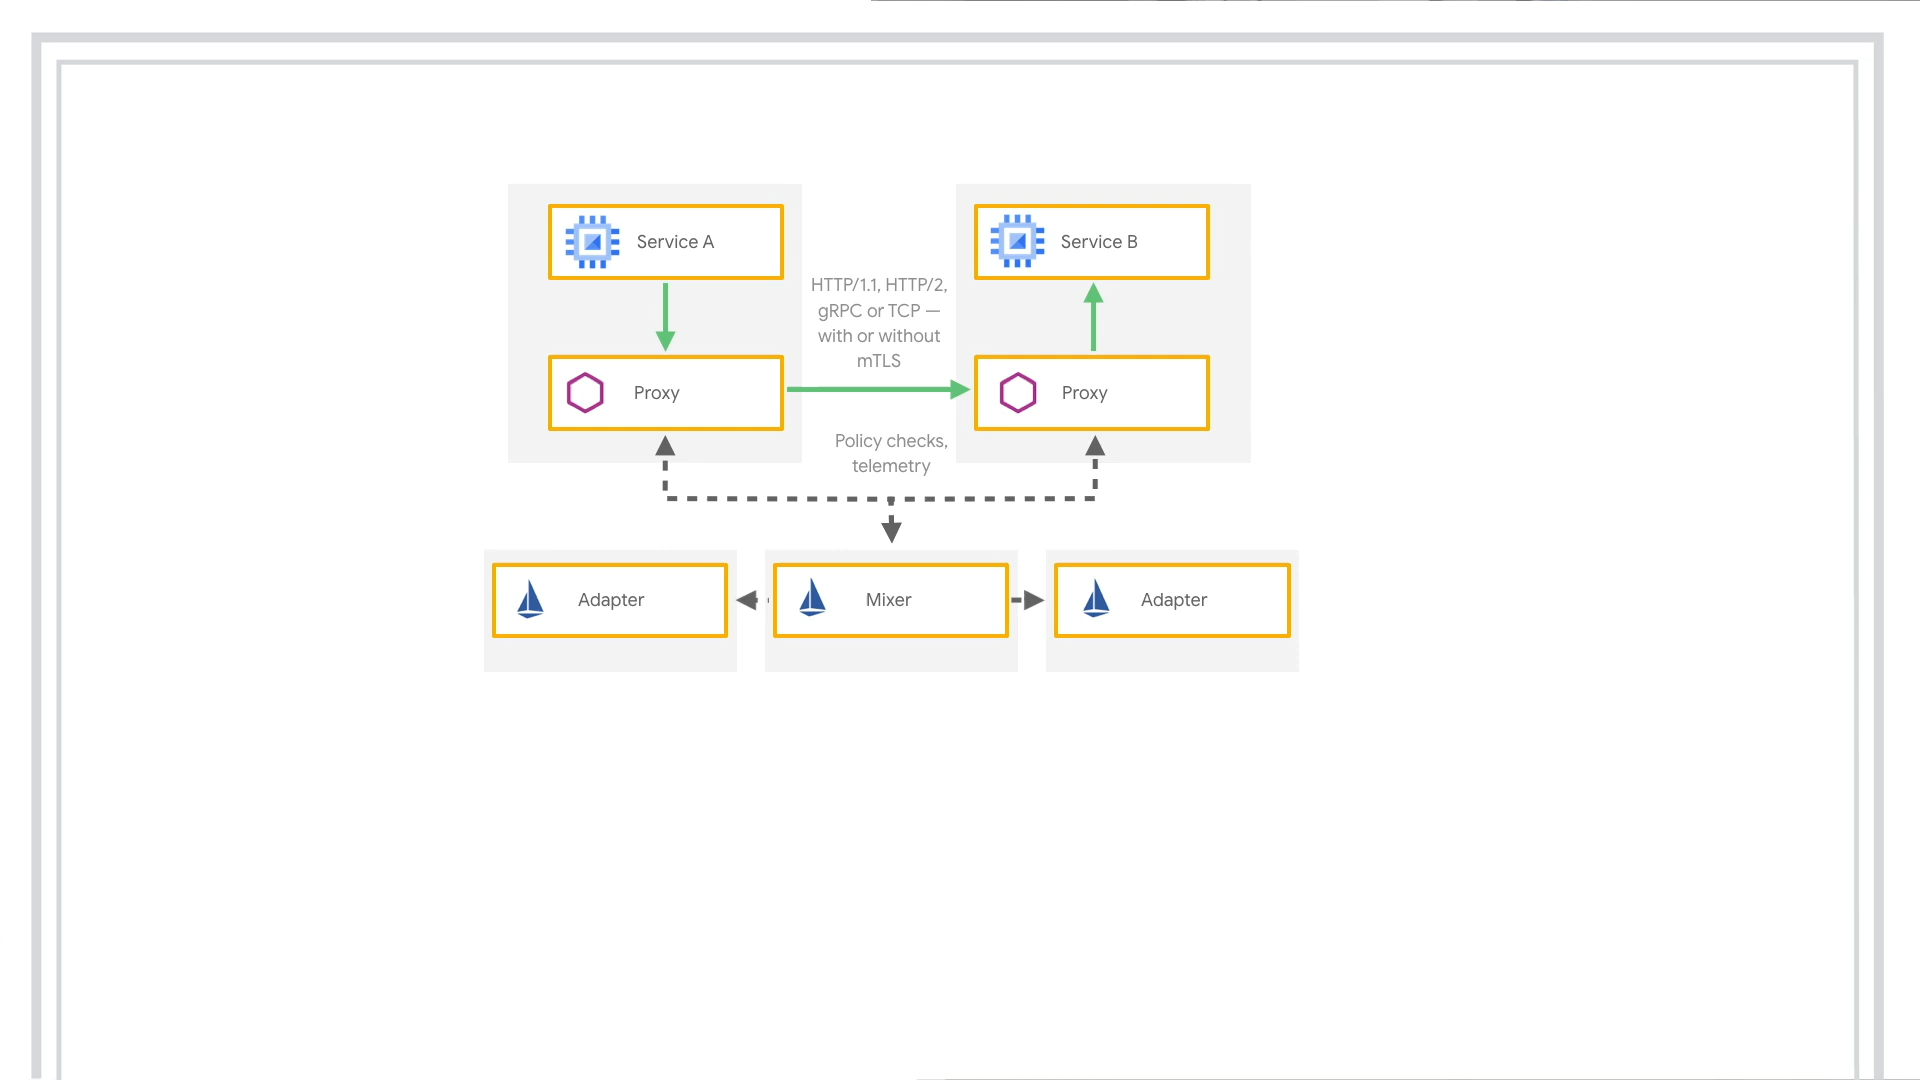 Service A
Service B
HTTP/1.1, HTTP/2,
gRPC or TCP —
with or without
mTLS
Proxy
Proxy
Policy checks,
telemetry
Adapter
Mixer
Adapter